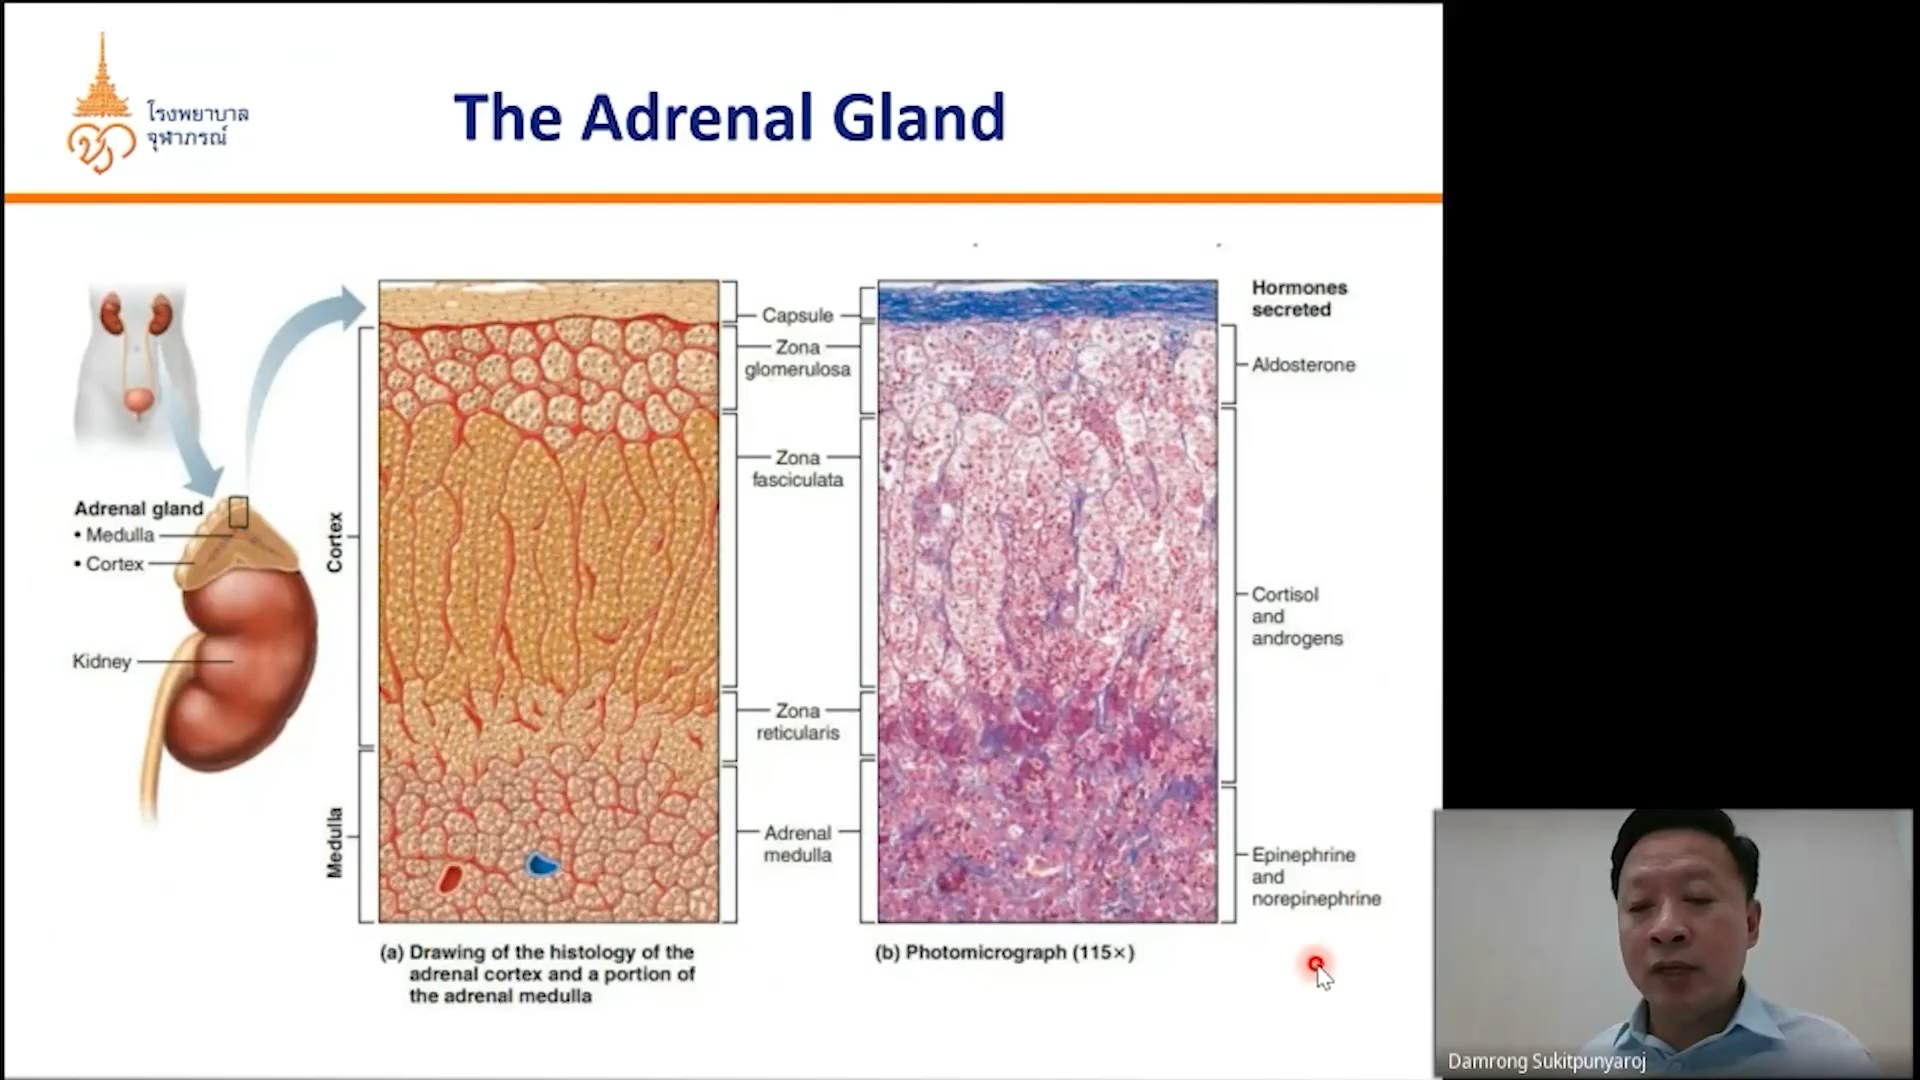 โรงพยาบาล
จุฬาภรณ์
The Adrenal Gland
Adrenal gland
• Medulla
• Cortex
Kidney
Cortex
Medulla
Capsule
Zona
glomerulosa
Zona
fasciculata
Zona
reticularis
Adrenal
medulla
Hormones
secreted
Aldosterone
Cortisol
and
androgens
Epinephrine
and
norepinephrine
(a) Drawing of the histology of the
adrenal cortex and a portion of
the adrenal medulla
(b) Photomicrograph (115×)
Damrong Sukitpunyaroj